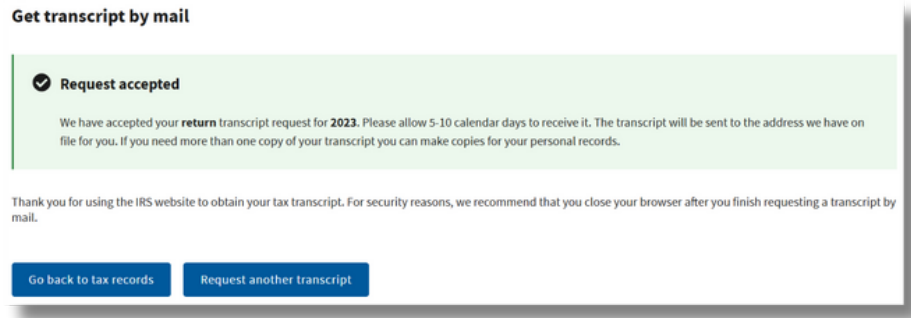 Get transcript by mail
Request accepted
We have accepted your return transcript request for 2023. Please allow 5-10 calendar days to receive it. The transcript will be sent to the address we have on
file for you. If you need more than one copy of your transcript you can make copies for your personal records.
Thank you for using the IRS website to obtain your tax transcript. For security reasons, we recommend that you close your browser after you finish requesting a transcript by
mail.
Go back to tax records
Request another transcript